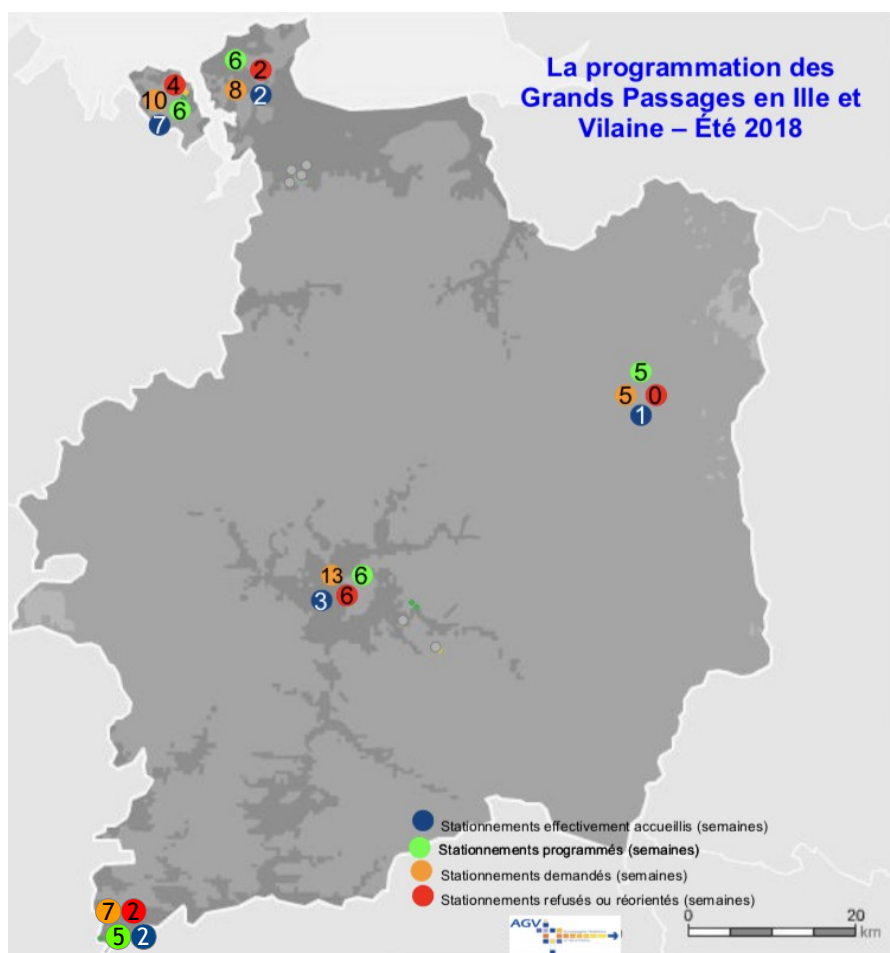 La programmation des
Grands Passages en Ille et
Vilaine – Été 2018
6
2
8
2
4
10
6
7
5
5
0
1
13
6
3
6
Stationnements effectivement accueillis (semaines)
Stationnements programmés (semaines)
Stationnements demandés (semaines)
Stationnements refusés ou réorientés (semaines)
7
2
5
2
AGV
0
20
km